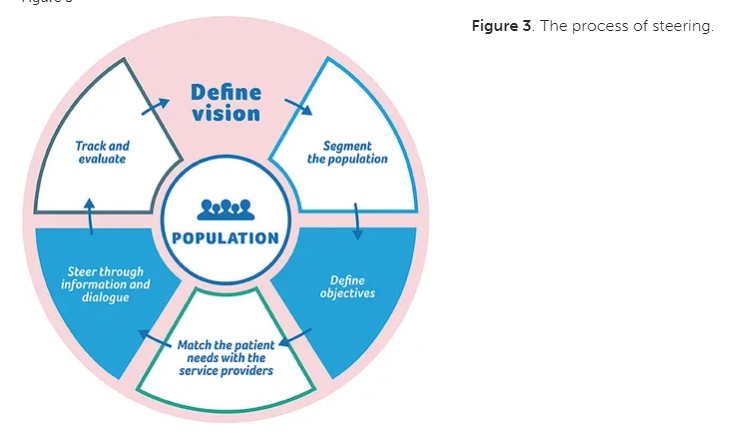 Figure 3. The process of steering.
Define
vision
Segment
the population
Define
objectives
Match the patient
needs with the
service providers
Steer through
information and
dialogue
Track and
evaluate
POPULATION